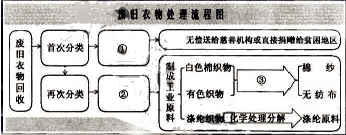 废旧衣物处理流程图
废旧衣物回收
首次分类
①
无偿送给慈善机构或直接捐赠给贫困地区
再次分类
②
制成工业原料
白色棉织物
③
棉纱
有色织物
无纺布
涤纶织物
化学处理分解
涤纶原料